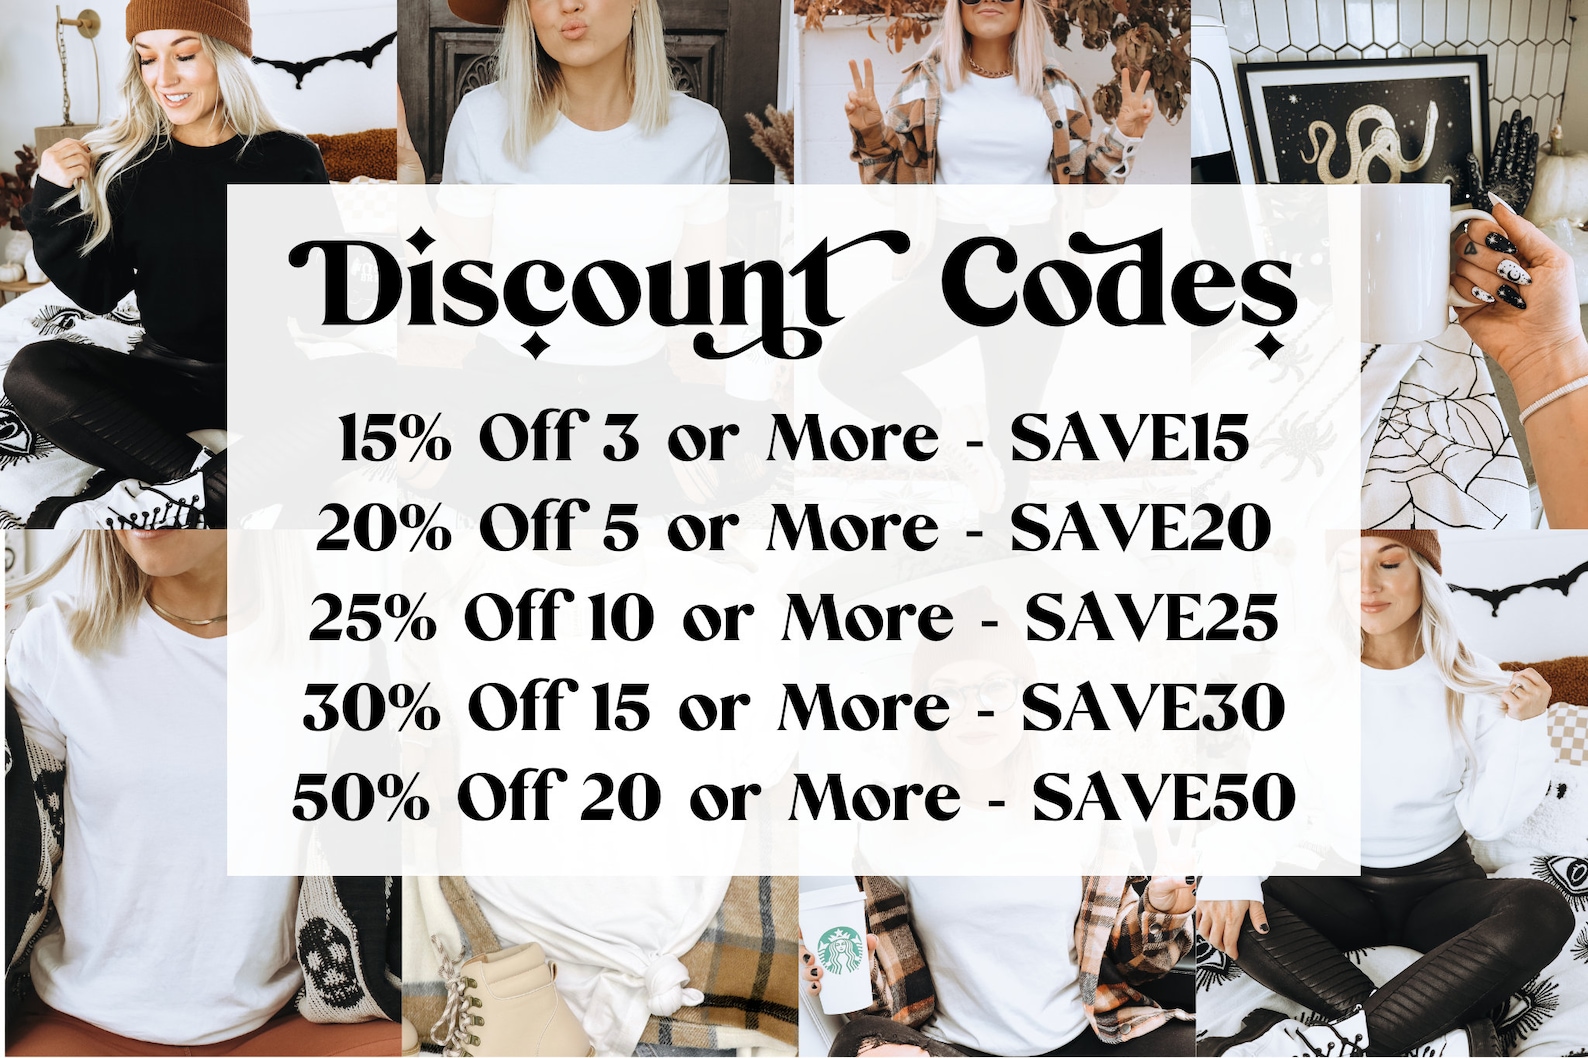 Discount Codes
15% Off 3 or More - SAVE15
20% Off 5 or More - SAVE20
25% Off 10 or More - SAVE25
30% Off 15 or More - SAVE30
50% Off 20 or More - SAVE50